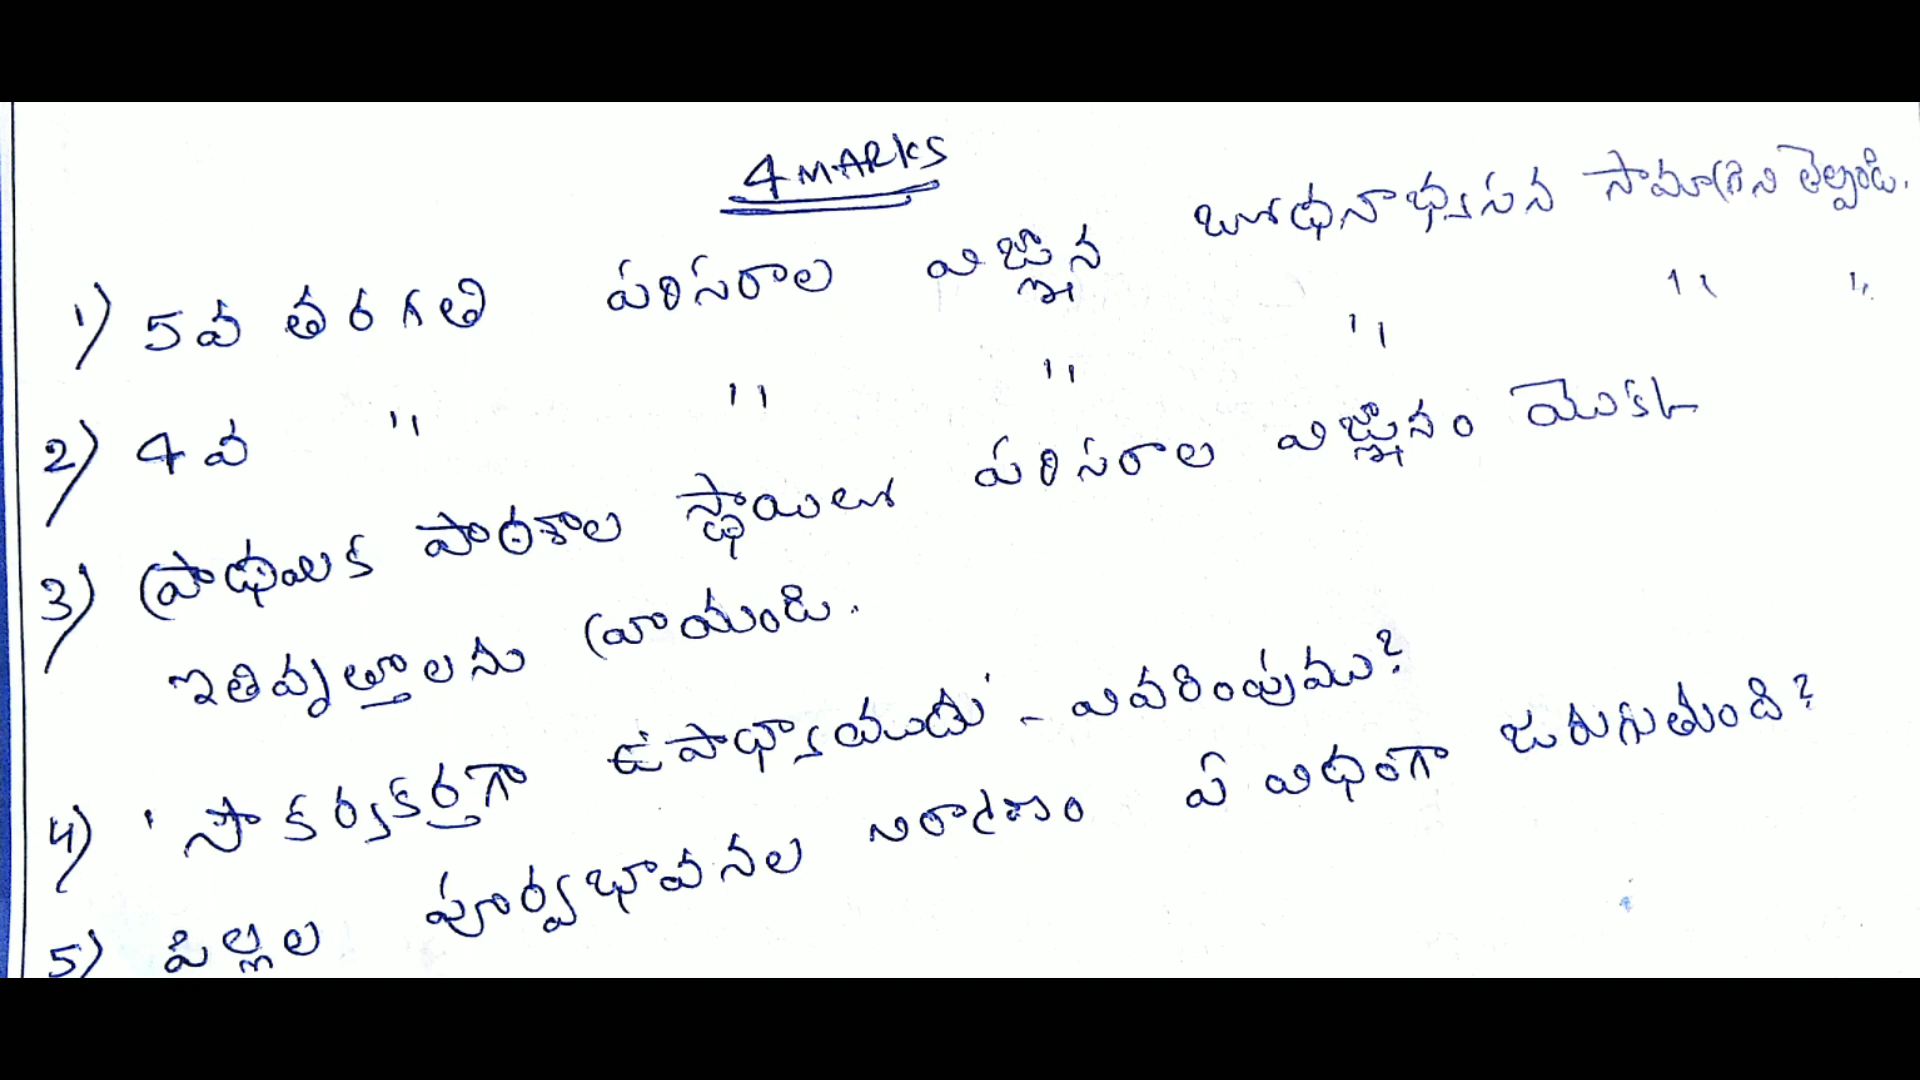 4 MARKS
1) 5వ తరగతి పరిసరాల విజ్ఞాన బోధనాభ్యసన సామాగ్రిని తెల్పండి.
2) 4వ " " " " " "
3) ప్రాథమిక పాఠశాల స్థాయిలో పరిసరాల విజ్ఞానం యొక్క
ఇతివృత్తాలను వ్రాయండి.
4) 'సౌకర్యకర్తగా ఉపాధ్యాయుడు' - వివరింపుము?
5) పిల్లల పూర్వభావనల నిరాకరణం ఏ విధంగా జరుగుతుంది?